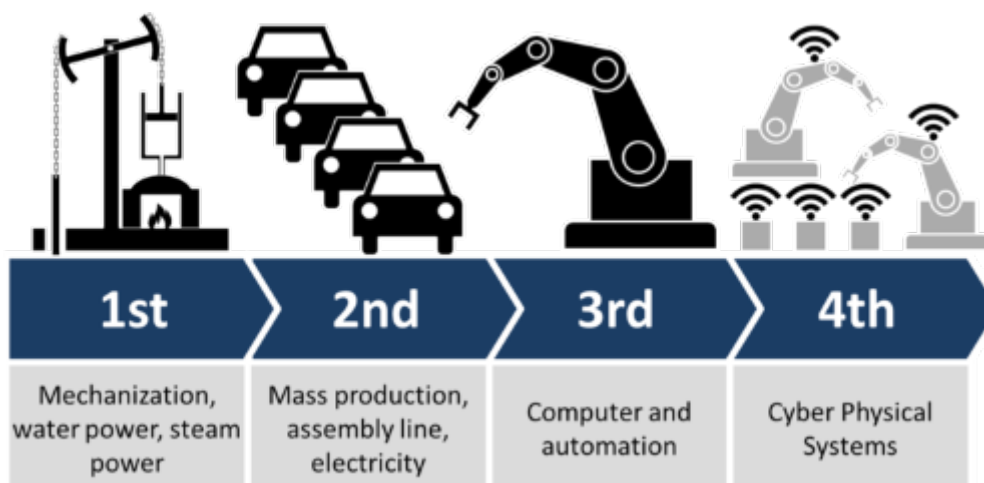 1st
2nd
3rd
4th
Mechanization,
water power, steam
power
Mass production,
assembly line,
electricity
Computer and
automation
Cyber Physical
Systems